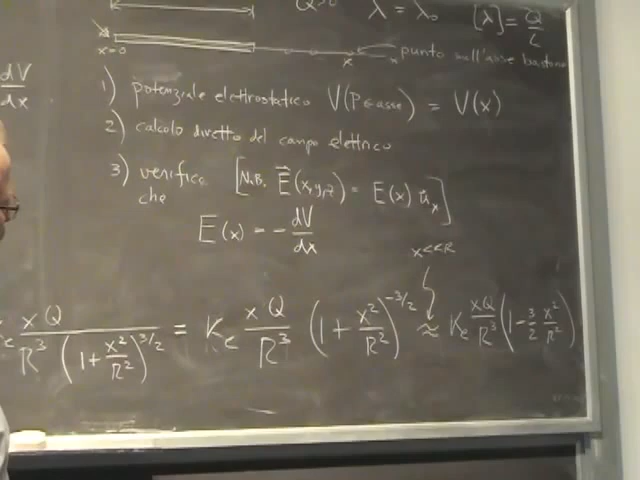 Q>0 λ = λ₀ [λ] = Q/L
x=0 x punto sull'asse bastone
dV/dx
1) potenziale elettrostatico V(P∈asse) = V(x)
2) calcolo diretto del campo elettrico
3) verifica che [N.B. E⃗(x,y,z) = E(x) u⃗ₓ]
E(x) = - dV/dx
x<<R
xQ / R³ (1 + x²/R²)^3/2 = Ke xQ/R³ (1 + x²/R²)^-3/2 ≈ Ke xQ/R³ (1 - 3/2 x²/R²)